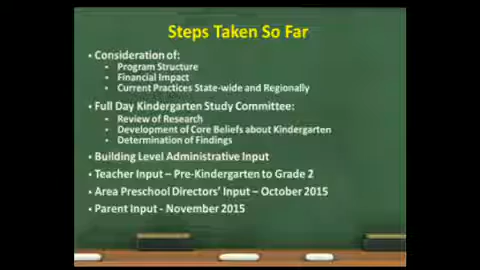 Steps Taken So Far
• Consideration of:
• Program Structure
• Financial Impact
• Current Practices State-wide and Regionally
• Full Day Kindergarten Study Committee:
• Review of Research
• Development of Core Beliefs about Kindergarten
• Determination of Findings
• Building Level Administrative Input
• Teacher Input – Pre-Kindergarten to Grade 2
• Area Preschool Directors' Input – October 2015
• Parent Input - November 2015